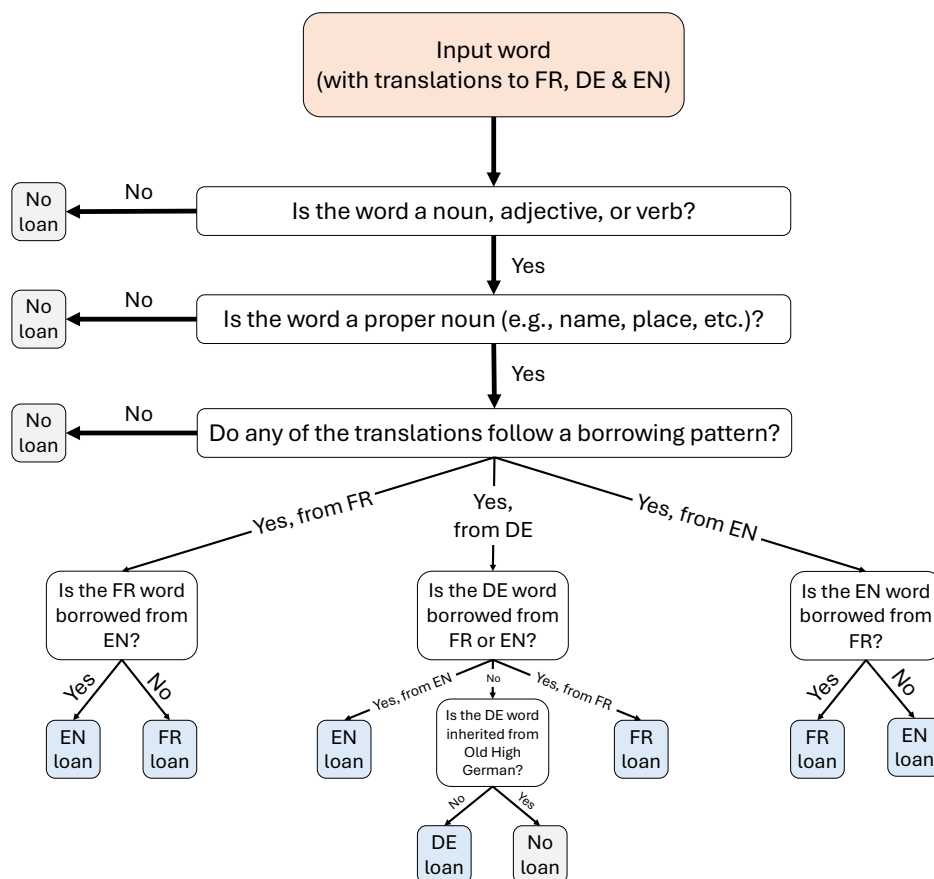 Input word
(with translations to FR, DE & EN)
No
No
loan
Is the word a noun, adjective, or verb?
Yes
No
No
loan
Is the word a proper noun (e.g., name, place, etc.)?
Yes
No
No
loan
Do any of the translations follow a borrowing pattern?
Yes, from FR
Yes,
from DE
Yes, from EN
Is the FR word
borrowed from
EN?
Is the DE word
borrowed from
FR or EN?
Is the EN word
borrowed from
FR?
Yes
No
Yes, from EN
No
Yes, from FR
Yes
No
EN
loan
FR
loan
EN
loan
Is the DE word
inherited from
Old High
German?
FR
loan
FR
loan
EN
loan
No
Yes
DE
loan
No
loan